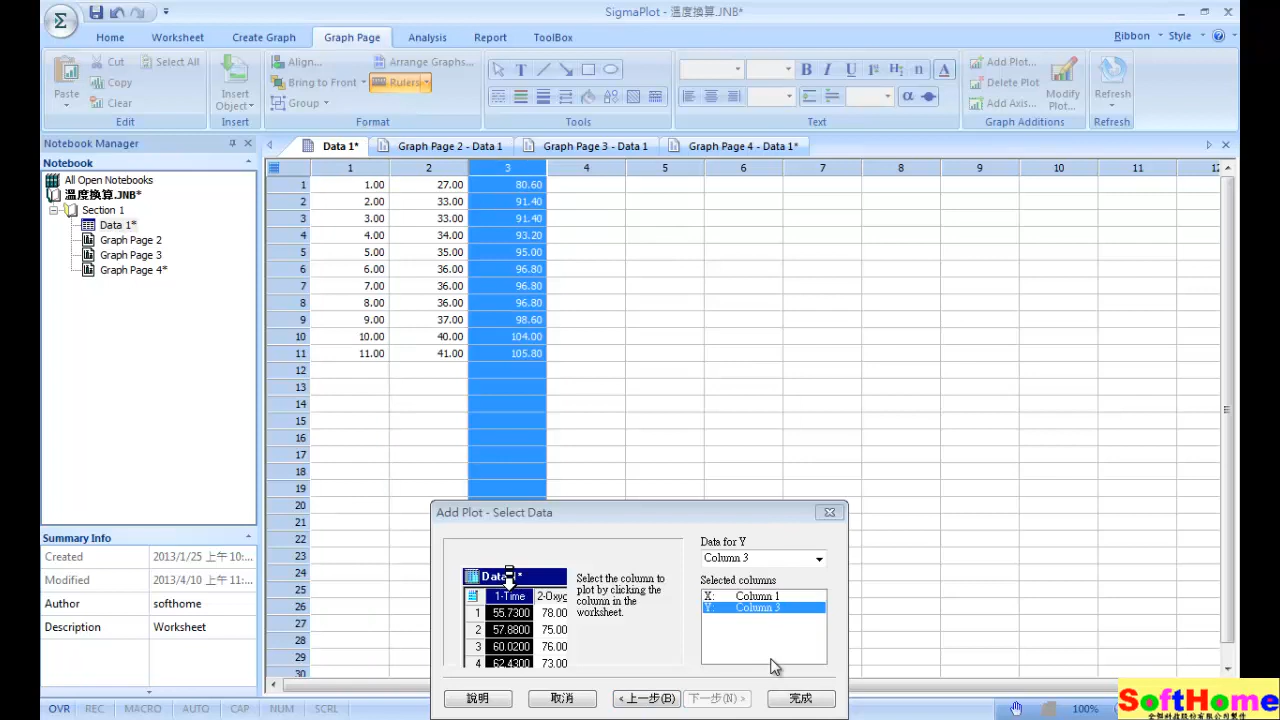 SigmaPlot - 溫度換算.JNB*
Home Worksheet Create Graph Graph Page Analysis Report ToolBox Ribbon Style
Paste Cut Copy Clear Select All
Edit
Insert Object
Insert
Align... Arrange Graphs...
Bring to Front Rulers
Group
Format
T
Tools
B I U
A
α
Text
Add Plot... Delete Plot Add Axis...
Modify Plot...
Graph Additions
Refresh
Refresh
Notebook Manager
Data 1* Graph Page 2 - Data 1 Graph Page 3 - Data 1 Graph Page 4 - Data 1*
Notebook
All Open Notebooks
溫度換算.JNB*
Section 1
Data 1*
Graph Page 2
Graph Page 3
Graph Page 4*
Summary Info
Created 2013/1/25 上午 10:...
Modified 2013/4/10 上午 11:...
Author softhome
Description Worksheet
1 2 3 4 5 6 7 8 9 10 11 12
1 1.00 27.00 80.60
2 2.00 33.00 91.40
3 3.00 33.00 91.40
4 4.00 34.00 93.20
5 5.00 35.00 95.00
6 6.00 36.00 96.80
7 7.00 36.00 96.80
8 8.00 36.00 96.80
9 9.00 37.00 98.60
10 10.00 40.00 104.00
11 11.00 41.00 105.80
12
13
14
15
16
17
18
19
20
21
22
23
24
25
26
27
28
29
30
Add Plot - Select Data
Data 1*
1-Time 2-Oxyg
1 55.7300 78.00
2 57.8800 75.00
3 60.0200 76.00
4 62.4300 73.00
Select the column to
plot by clicking the
column in the
worksheet.
Data for Y
Column 3
Selected columns
X: Column 1
Y: Column 3
說明 取消 <上一步(B) 下一步(N) > 完成
OVR REC MACRO AUTO CAP NUM SCRL 100%
SoftHome